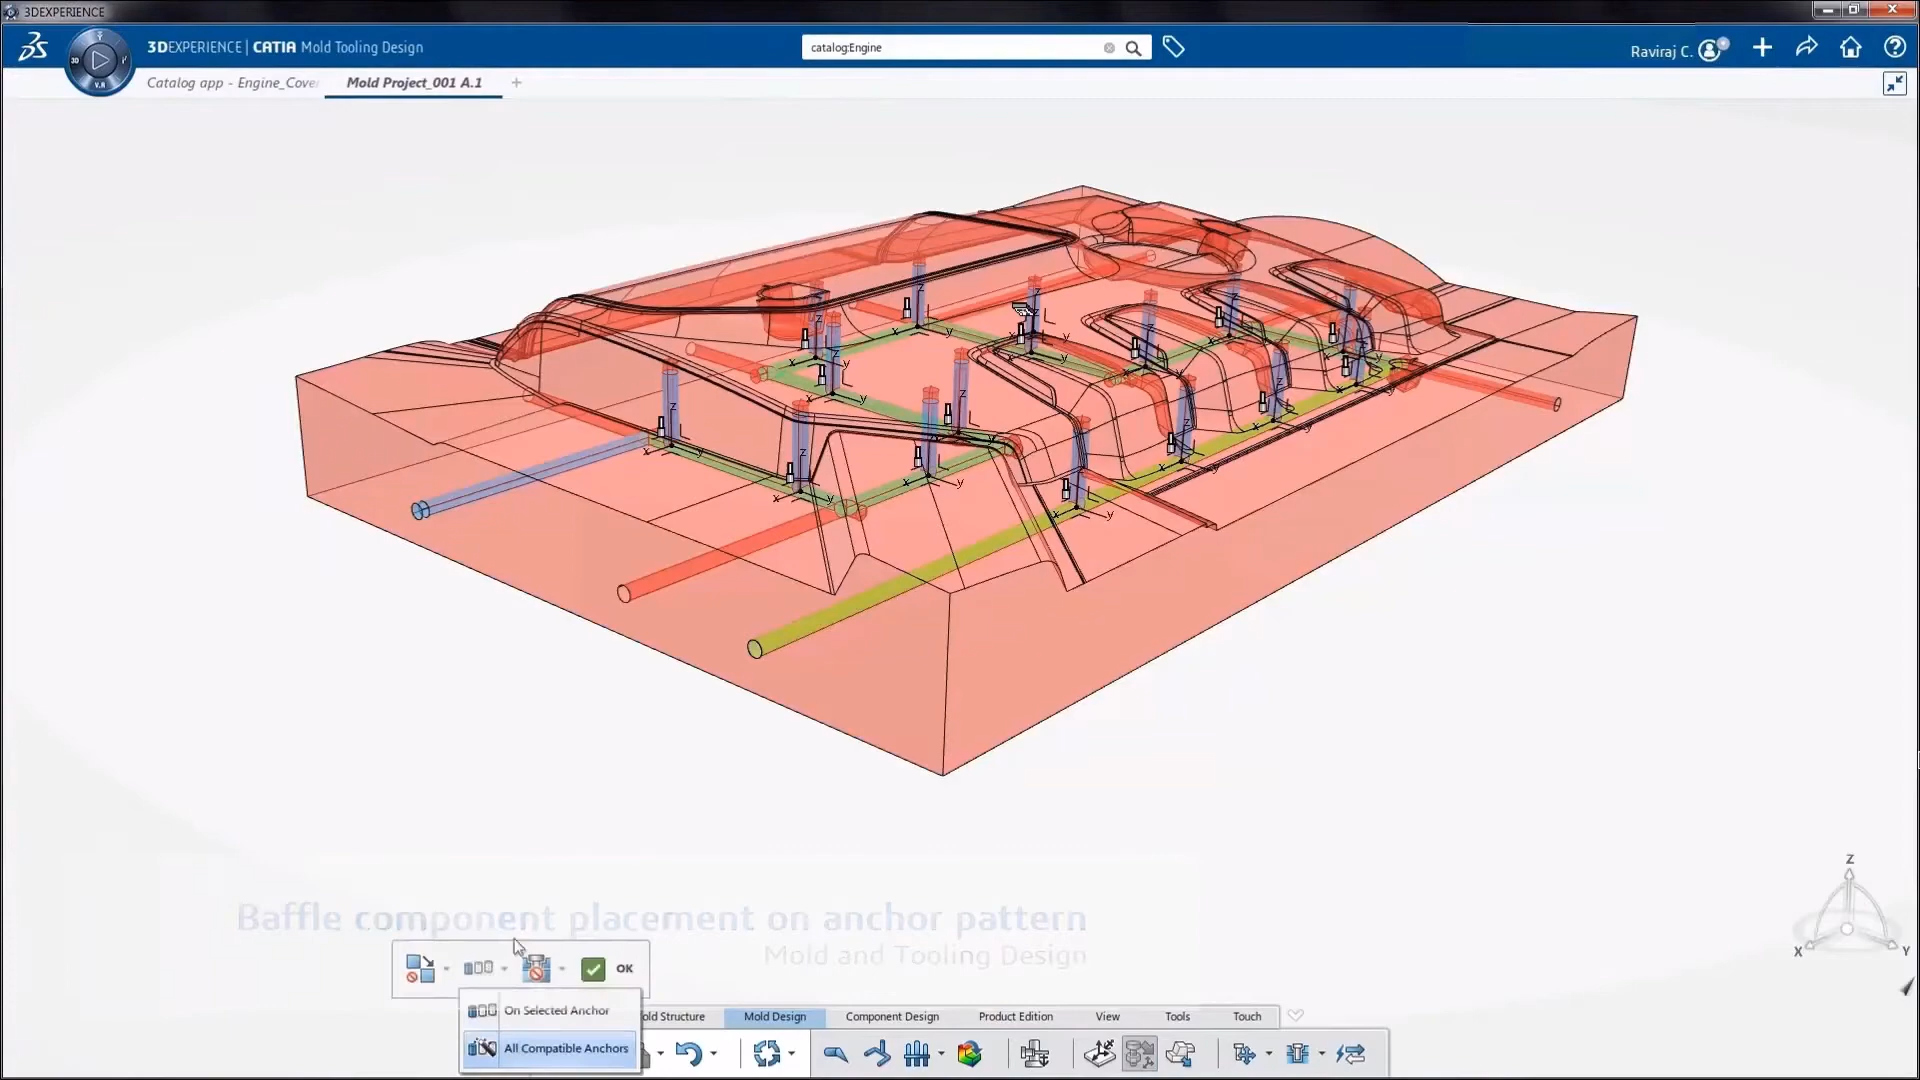 3DEXPERIENCE
3DEXPERIENCE | CATIA Mold Tooling Design
catalog:Engine
Raviraj C.
3D
V.R
Catalog app - Engine_Cove
Mold Project_001 A.1
Baffle component placement on anchor pattern
Mold and Tooling Design
OK
On Selected Anchor
All Compatible Anchors
old Structure
Mold Design
Component Design
Product Edition
View
Tools
Touch
Z
X
Y